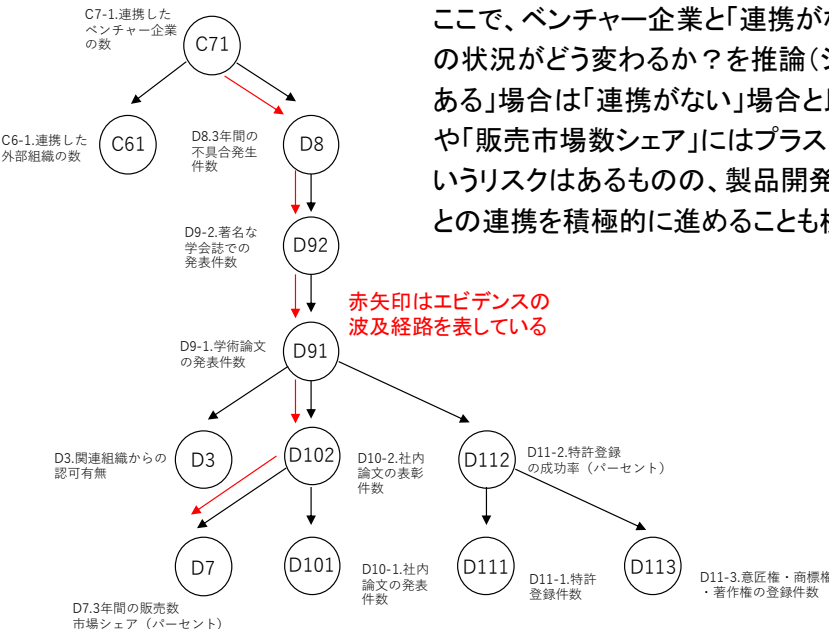 C7-1.連携した
ベンチャー企業
の数
C71
ここで、ベンチャー企業と「連携がな
の状況がどう変わるか？を推論（シ
ある」場合は「連携がない」場合と
や「販売市場数シェア」にはプラス
いうリスクはあるものの、製品開発
との連携を積極的に進めることも
C6-1.連携した
外部組織の数
C61
D8.3年間の
不具合発生
件数
D8
D9-2.著名な
学会誌での
発表件数
D92
赤矢印はエビデンスの
波及経路を表している
D9-1.学術論文
の発表件数
D91
D3.関連組織からの
認可有無
D3
D102
D10-2.社内
論文の表彰
件数
D112
D11-2.特許登録
の成功率（パーセント）
D7
D7.3年間の販売数
市場シェア（パーセント）
D101
D10-1.社内
論文の発表
件数
D111
D11-1.特許
登録件数
D113
D11-3.意匠権・商標権
・著作権の登録件数